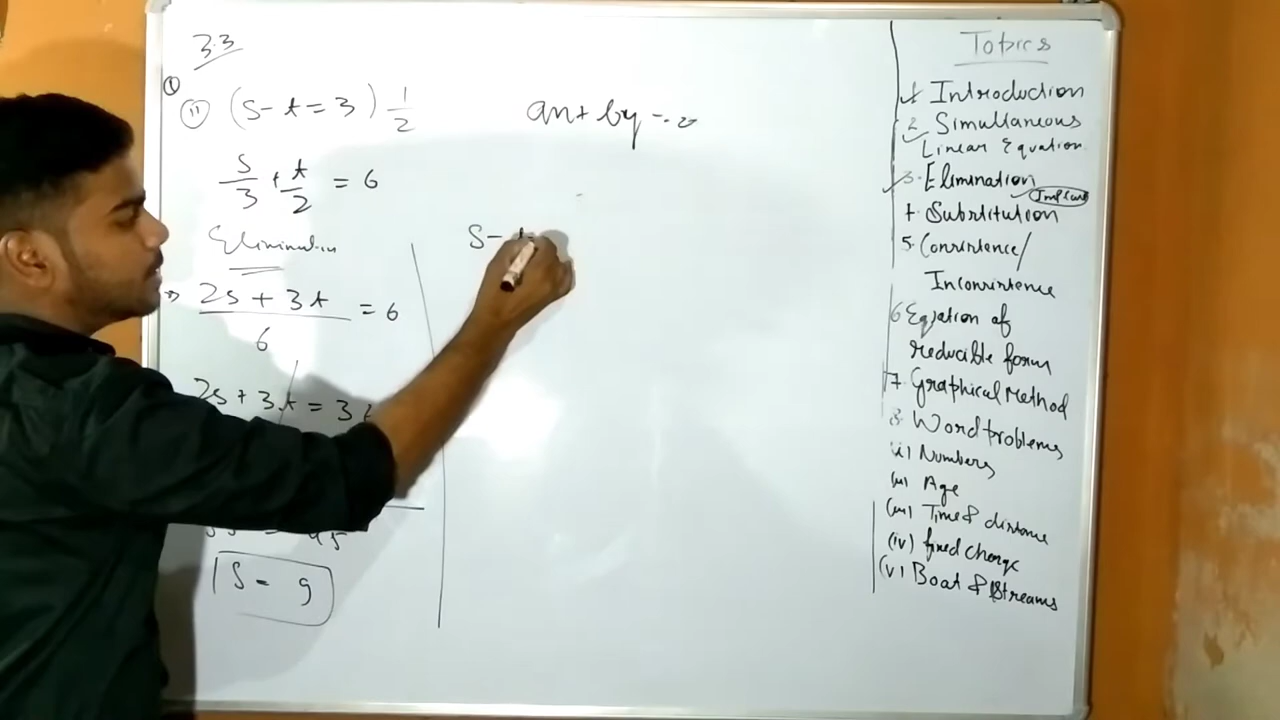 3.3
①
(ii) (s - t = 3) 1/2
s/3 + t/2 = 6
Elimination
⇒ 2s + 3t / 6 = 6
2s + 3t = 3
= 45
s = 9
ax + by
s - t
Topics
1. Introduction
2. Simultaneous
Linear Equation
3. Elimination
4. Substitution
5. Consistence/
Inconsistence
6 Equation of
reducible form
7. Graphical Method
8. Word problems
(i) Numbers
(ii) Age
(iii) Time & distance
(iv) fixed charge
(v) Boat & Streams